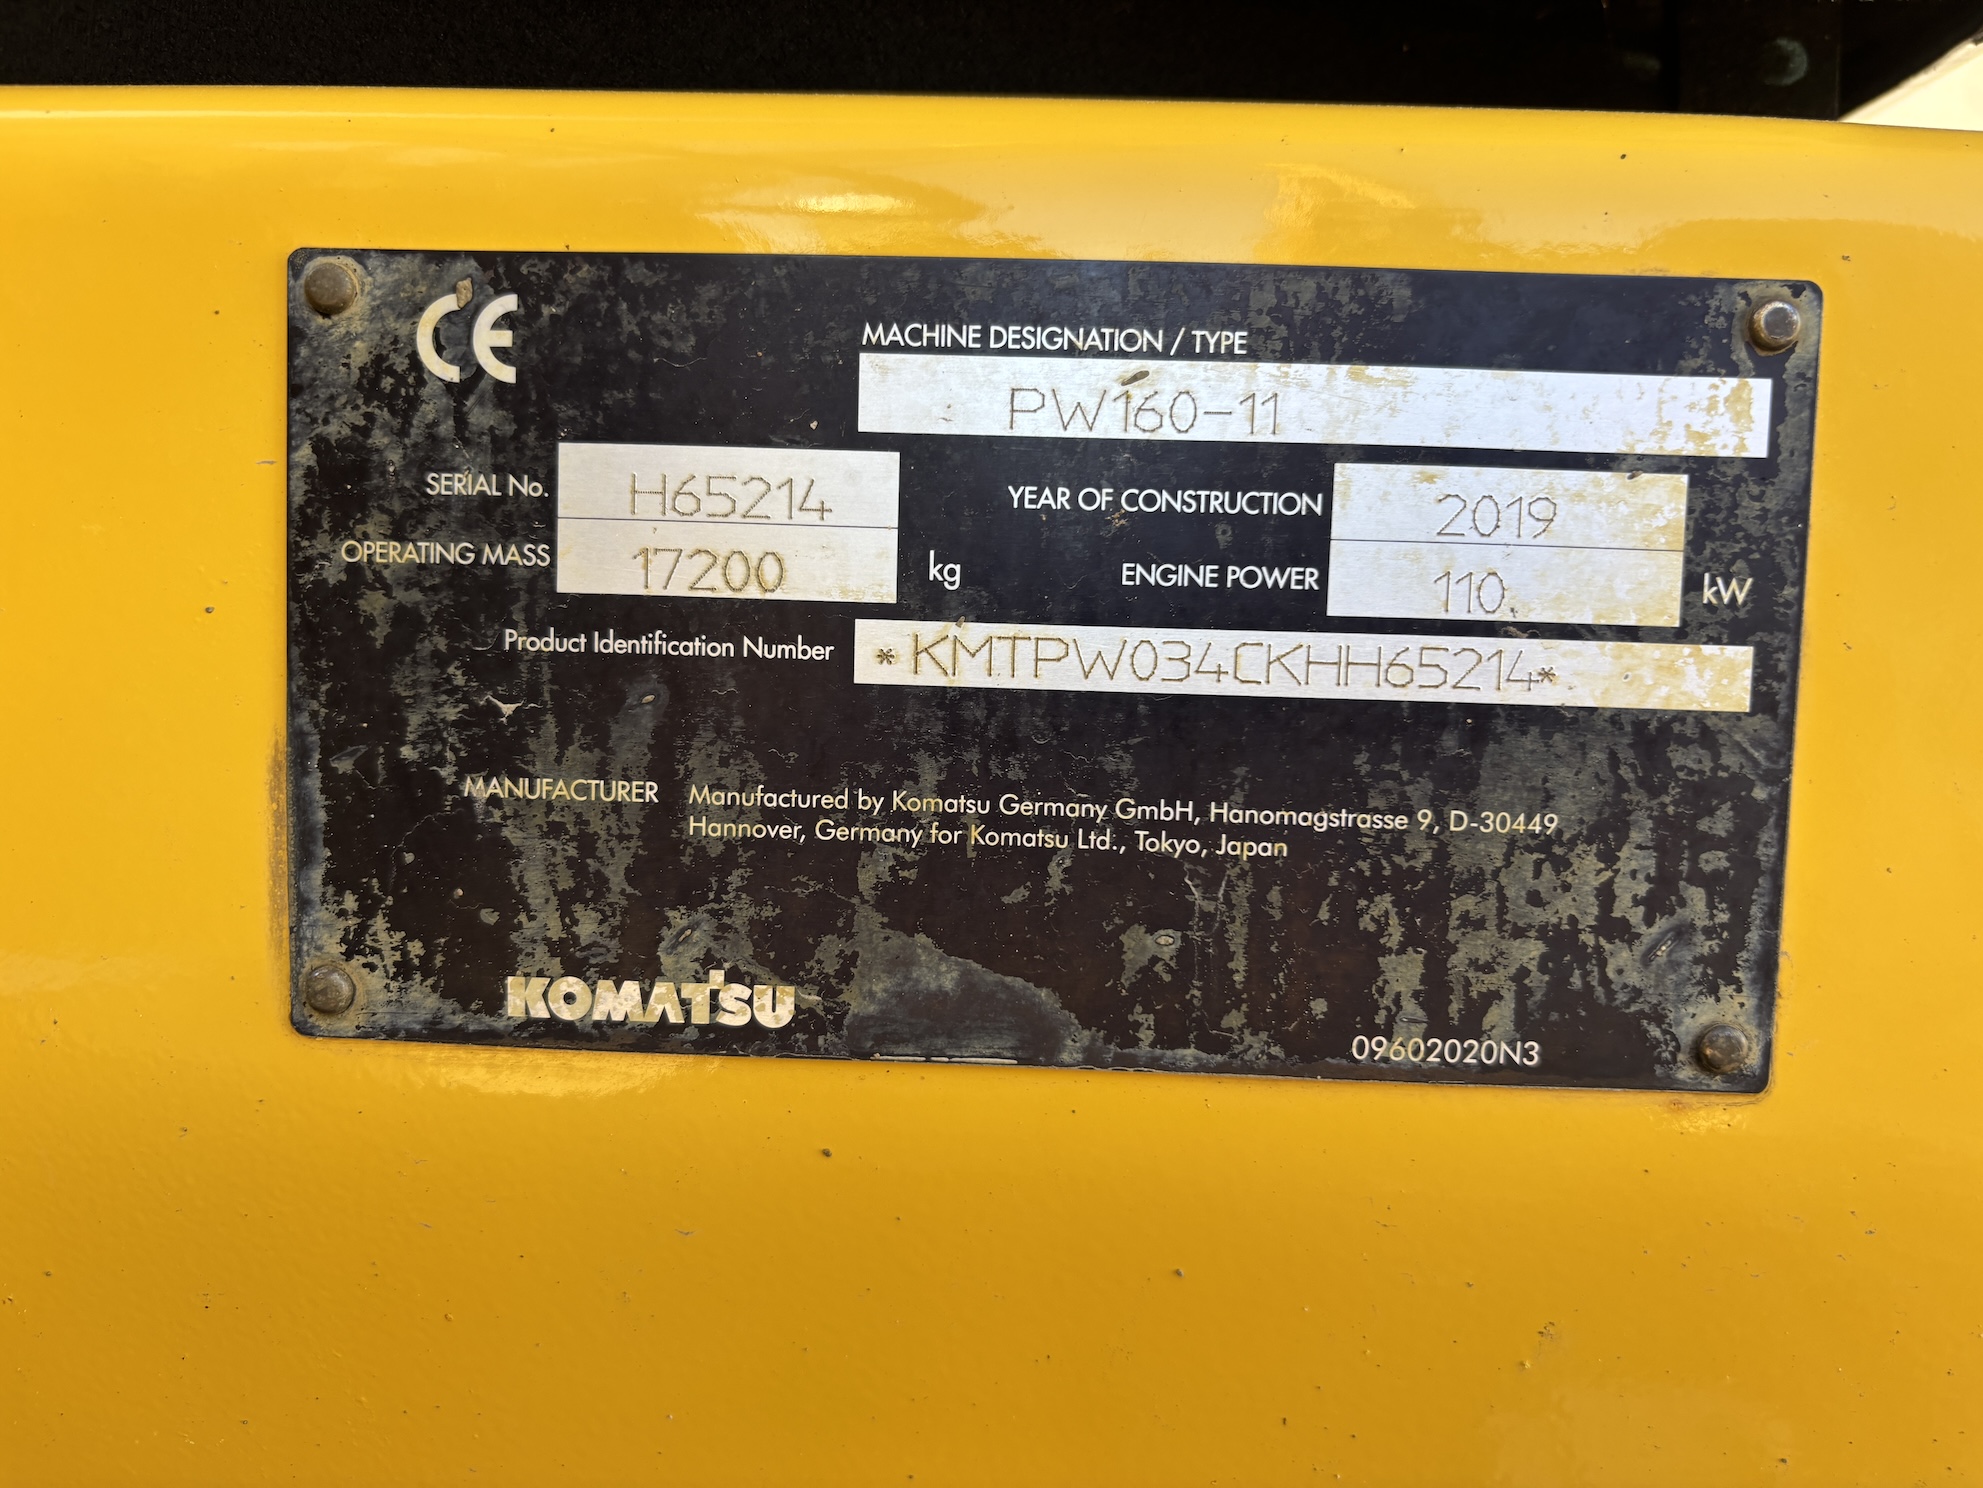 CE
MACHINE DESIGNATION / TYPE
PW160-11
SERIAL No. H65214 YEAR OF CONSTRUCTION 2019
OPERATING MASS 17200 kg ENGINE POWER 110 kW
Product Identification Number *KMTPW034CKHH65214*
MANUFACTURER Manufactured by Komatsu Germany GmbH, Hanomagstrasse 9, D-30449
Hannover, Germany for Komatsu Ltd., Tokyo, Japan
KOMATSU
09602020N3